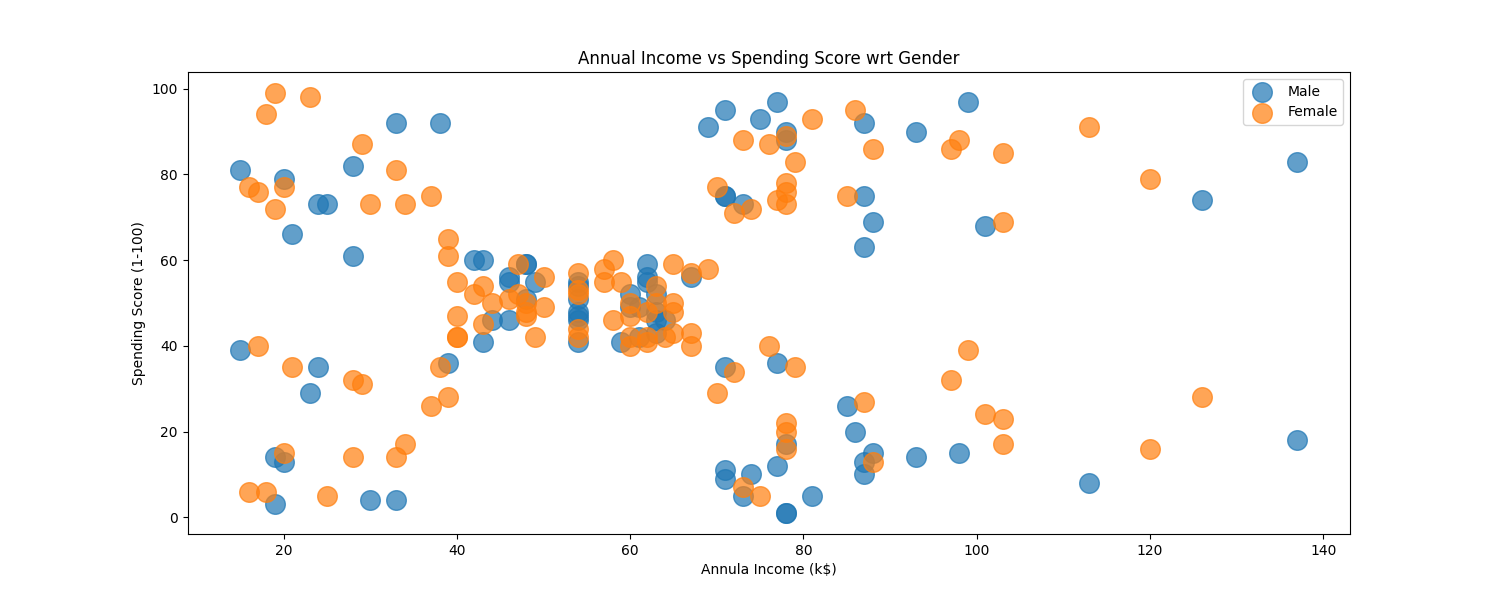 Annual Income vs Spending Score wrt Gender
Male
Female
Spending Score (1-100)
100
80
60
40
20
0
20 40 60 80 100 120 140
Annula Income (k$)